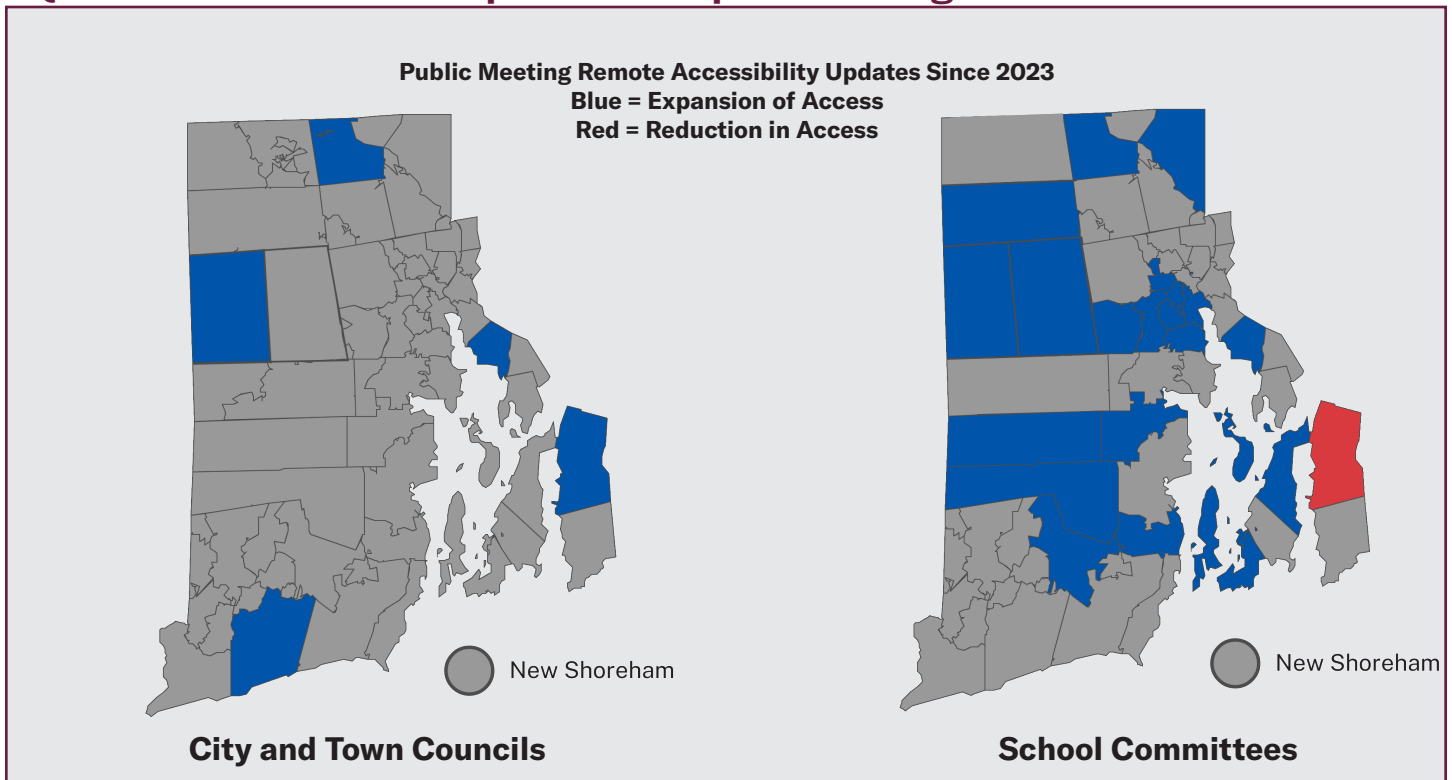 Public Meeting Remote Accessibility Updates Since 2023
Blue = Expansion of Access
Red = Reduction in Access
New Shoreham
New Shoreham
City and Town Councils
School Committees